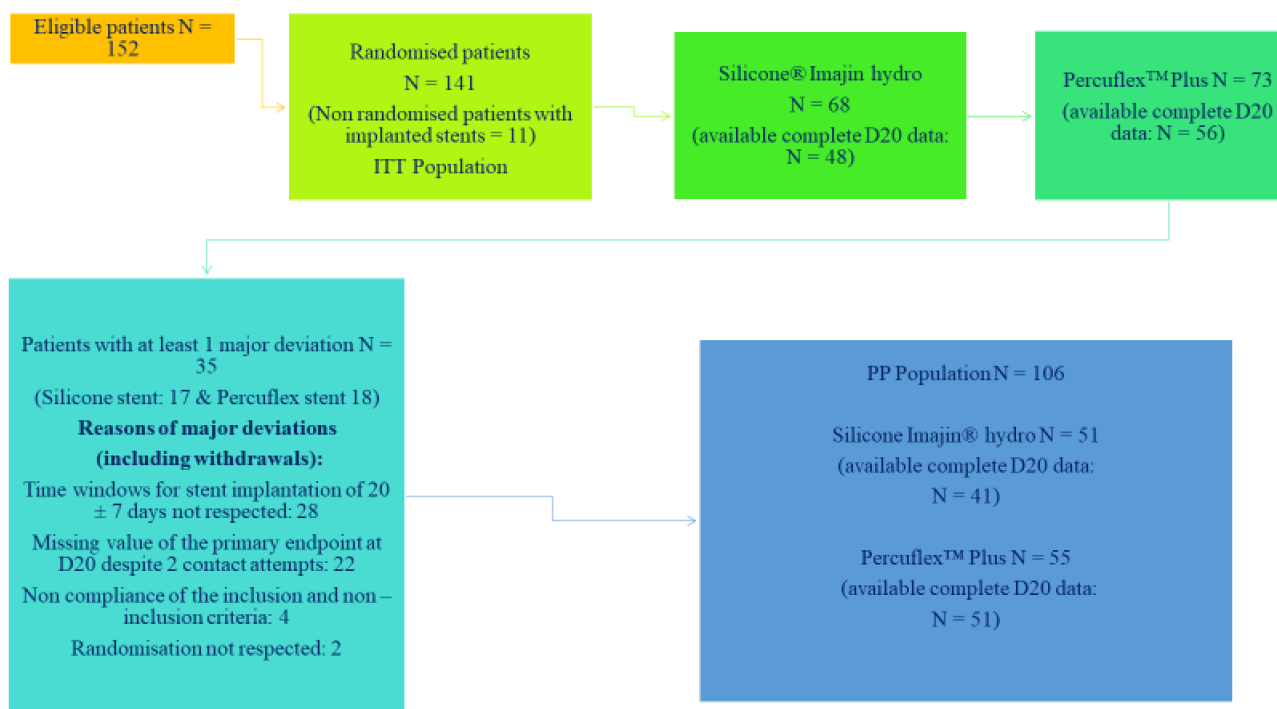 Eligible patients N =
152
Randomised patients
N = 141
(Non randomised patients with
implanted stents = 11)
ITT Population
Silicone® Imajin hydro
N = 68
(available complete D20 data:
N = 48)
Percuflex™ Plus N = 73
(available complete D20
data: N = 56)
Patients with at least 1 major deviation N =
35
(Silicone stent: 17 & Percuflex stent 18)
Reasons of major deviations
(including withdrawals):
Time windows for stent implantation of 20
± 7 days not respected: 28
Missing value of the primary endpoint at
D20 despite 2 contact attempts: 22
Non compliance of the inclusion and non –
inclusion criteria: 4
Randomisation not respected: 2
PP Population N = 106
Silicone Imajin® hydro N = 51
(available complete D20 data:
N = 41)
Percuflex™ Plus N = 55
(available complete D20 data:
N = 51)